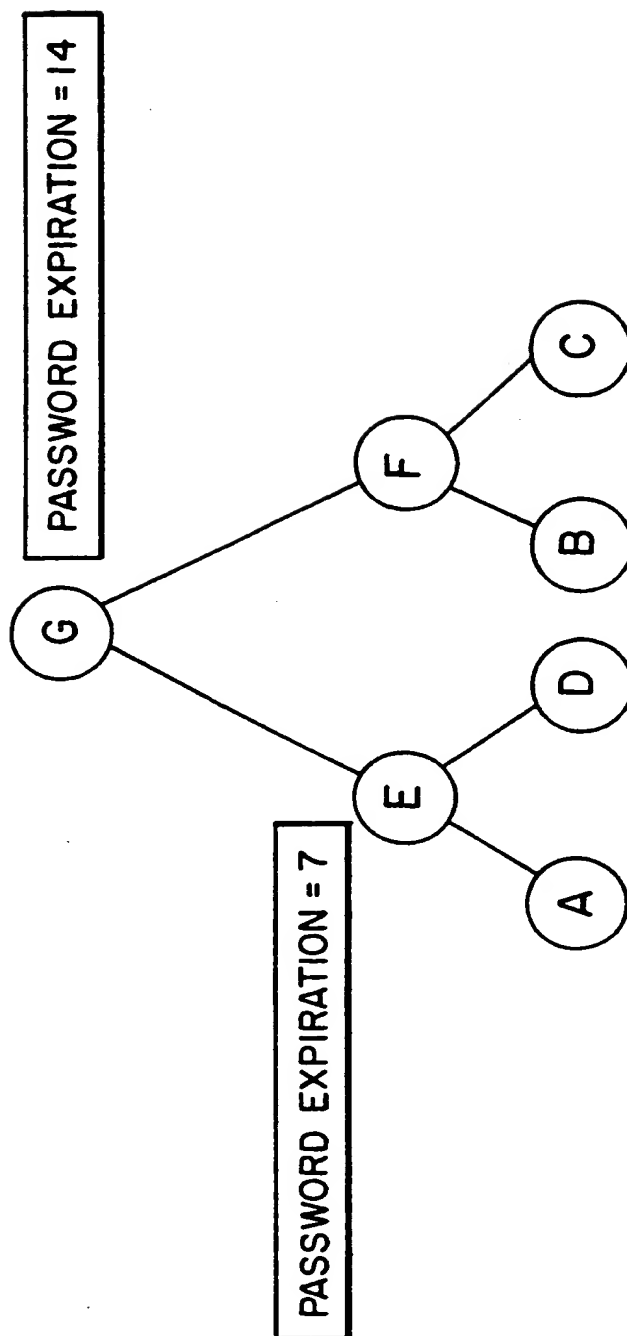 G
PASSWORD EXPIRATION = 14
PASSWORD EXPIRATION = 7
E
F
A
D
B
C